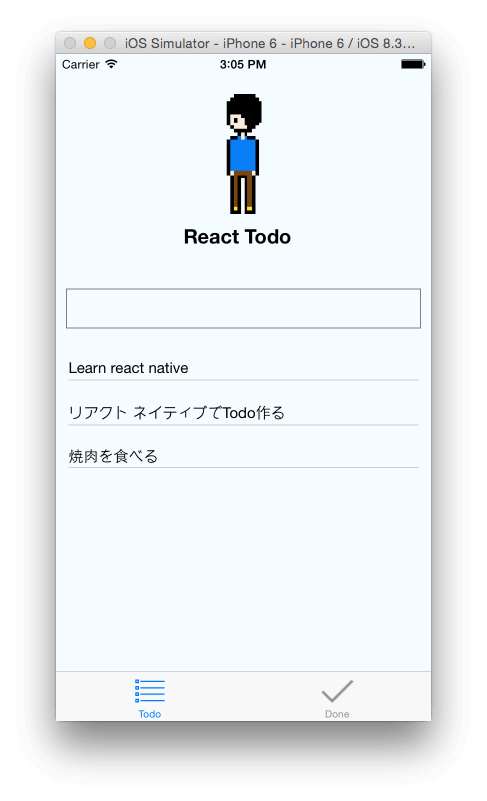 iOS Simulator - iPhone 6 - iPhone 6 / iOS 8.3…
Carrier 3:05 PM
React Todo
Learn react native
リアクト ネイティブでTodo作る
焼肉を食べる
Todo Done